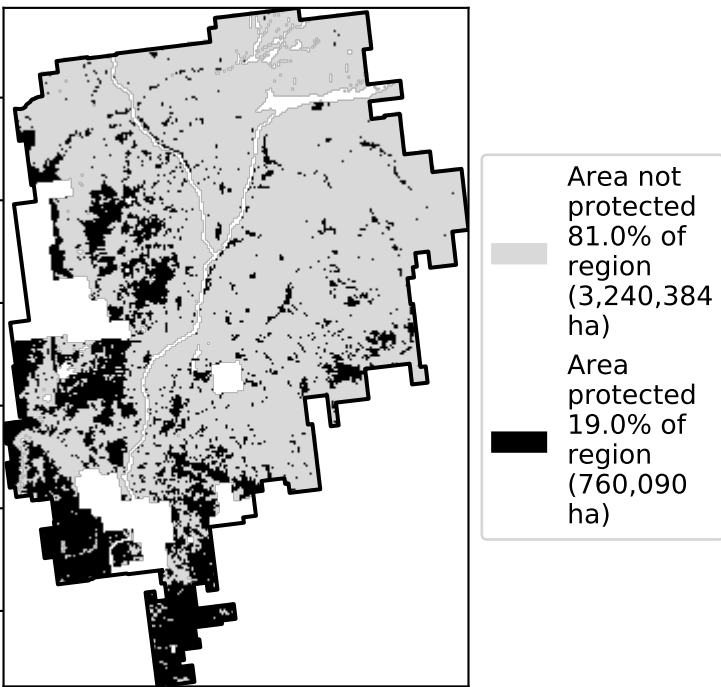 Area not
protected
81.0% of
region
(3,240,384
ha)
Area
protected
19.0% of
region
(760,090
ha)